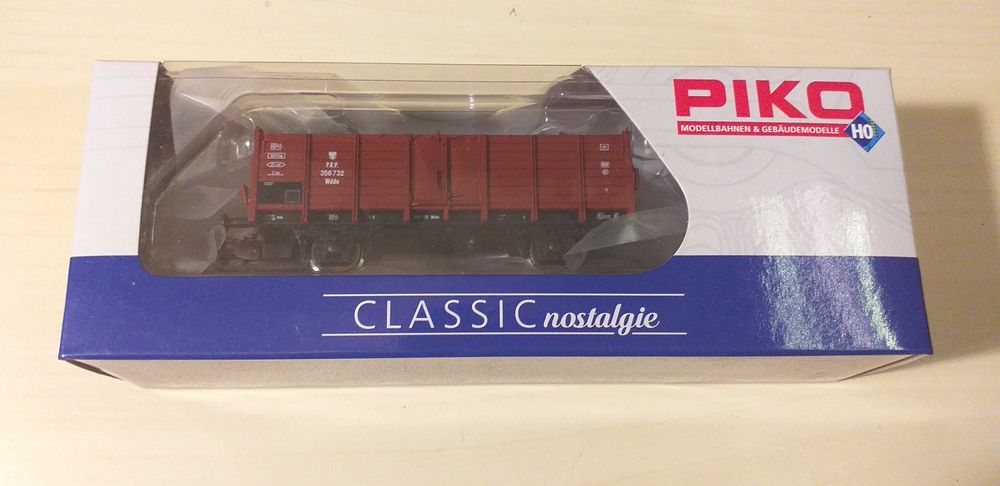 PIKO
MODELLBAHNEN & GEBÄUDEMODELLE
H0
P.K.P.
356 732
Wddo
CLASSIC nostalgie